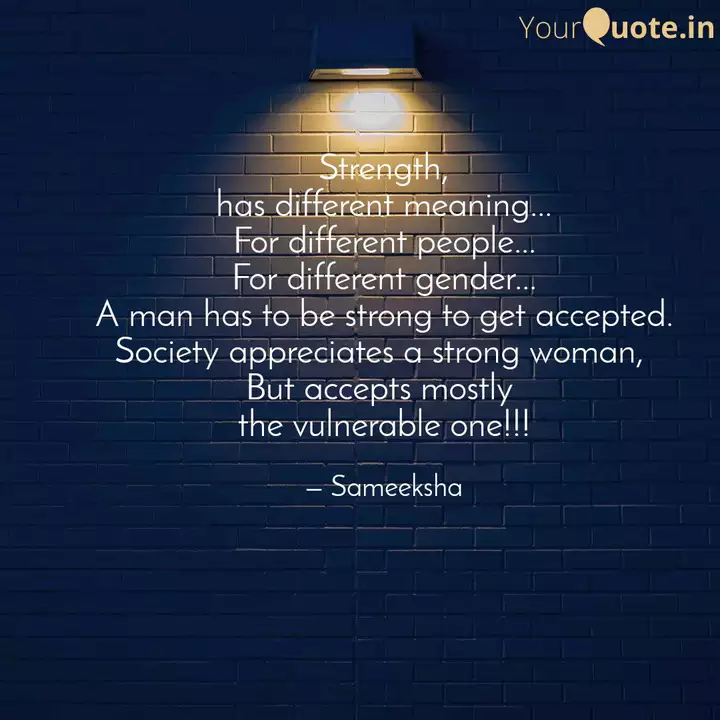 YourQuote.in
Strength,
has different meaning...
For different people...
For different gender...
A man has to be strong to get accepted.
Society appreciates a strong woman,
But accepts mostly
the vulnerable one!!!
— Sameeksha